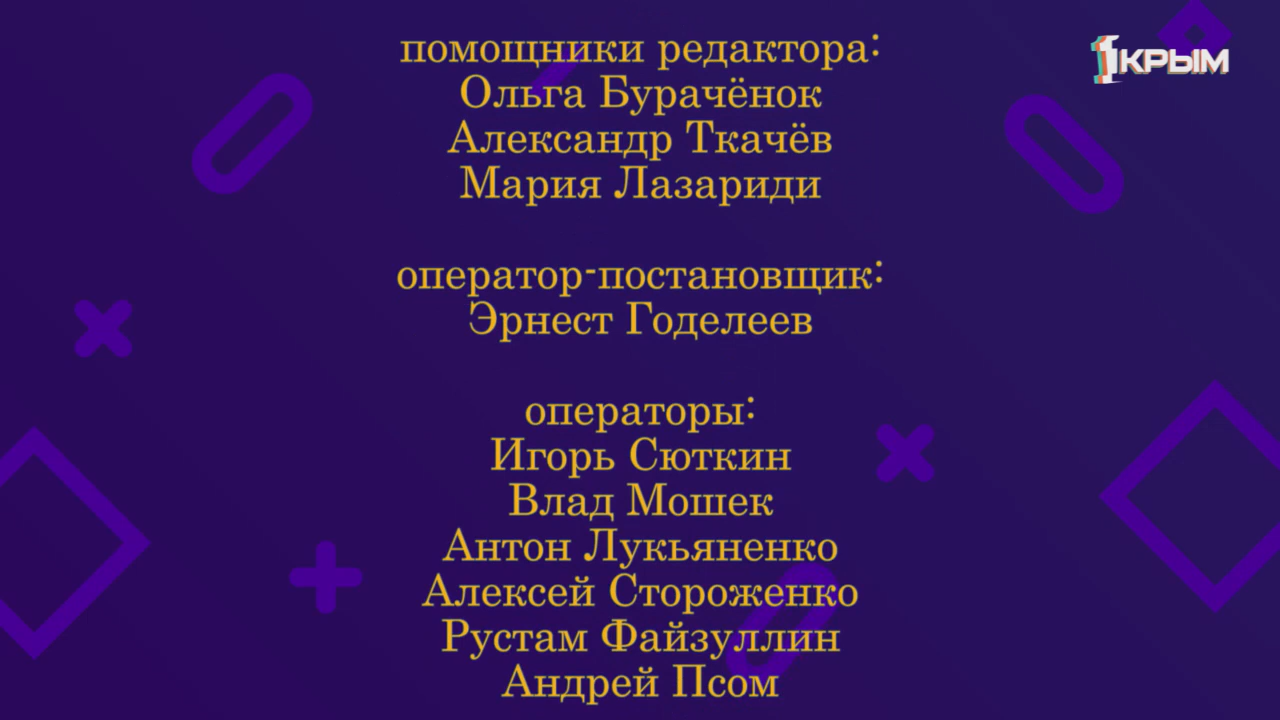 помощники редактора:
Ольга Бурачёнок
Александр Ткачёв
Мария Лазариди
оператор-постановщик:
Эрнест Годелеев
операторы:
Игорь Сюткин
Влад Мошек
Антон Лукьяненко
Алексей Стороженко
Рустам Файзуллин
Андрей Псом
1КРЫМ